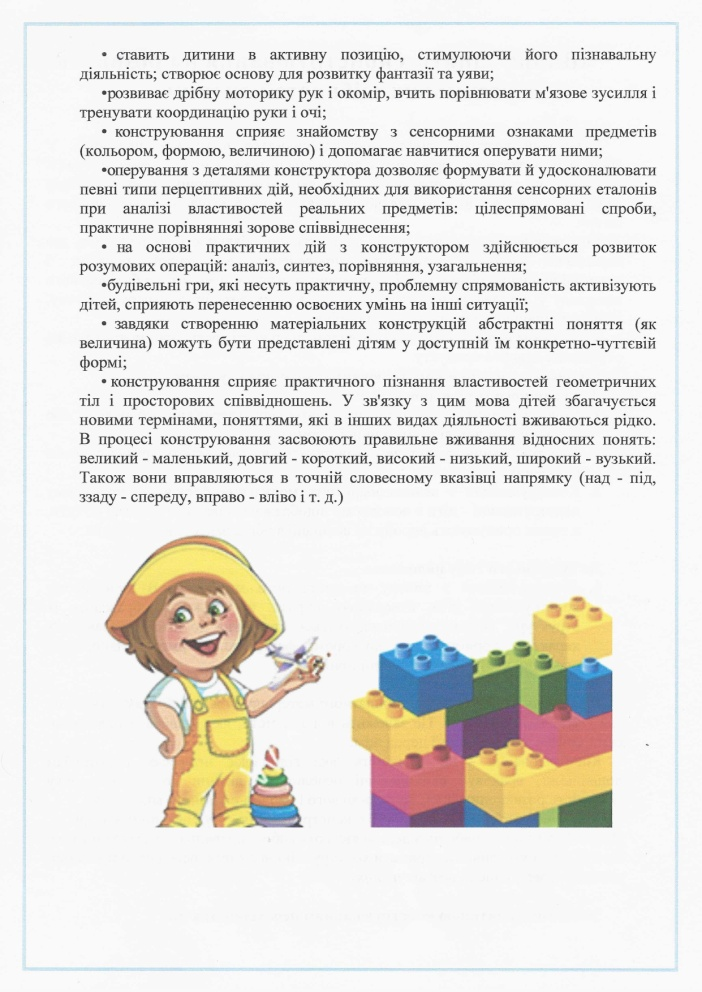 • ставить дитини в активну позицію, стимулюючи його пізнавальну
діяльність; створює основу для розвитку фантазії та уяви;
•розвиває дрібну моторику рук і окомір, вчить порівнювати м'язове зусилля і
тренувати координацію руки і очі;
• конструювання сприяє знайомству з сенсорними ознаками предметів
(кольором, формою, величиною) і допомагає навчитися оперувати ними;
•оперування з деталями конструктора дозволяє формувати й удосконалювати
певні типи перцептивних дій, необхідних для використання сенсорних еталонів
при аналізі властивостей реальних предметів: цілеспрямовані спроби,
практичне порівнянняі зорове співвіднесення;
• на основі практичних дій з конструктором здійснюється розвиток
розумових операцій: аналіз, синтез, порівняння, узагальнення;
•будівельні гри, які несуть практичну, проблемну спрямованість активізують
дітей, сприяють перенесенню освоєних умінь на інші ситуації;
• завдяки створенню матеріальних конструкцій абстрактні поняття (як
величина) можуть бути представлені дітям у доступній їм конкретно-чуттєвій
формі;
• конструювання сприяє практичного пізнання властивостей геометричних
тіл і просторових співвідношень. У зв'язку з цим мова дітей збагачується
новими термінами, поняттями, які в інших видах діяльності вживаються рідко.
В процесі конструювання засвоюють правильне вживання відносних понять:
великий - маленький, довгий - короткий, високий - низький, широкий - вузький.
Також вони вправляються в точній словесному вказівці напрямку (над - під,
ззаду - спереду, вправо - вліво і т. д.)